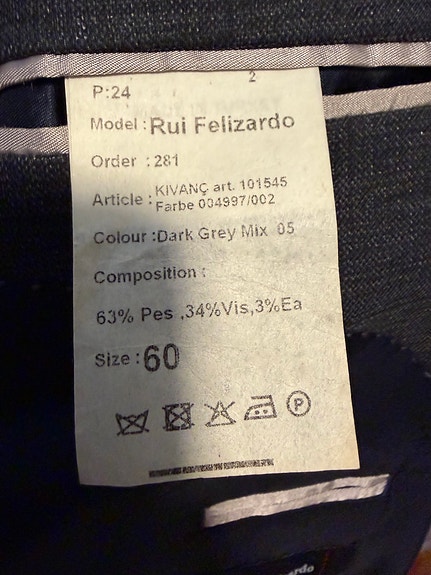 2
P:24
Model : Rui Felizardo
Order : 281
Article : KIVANÇ art. 101545
Farbe 004997/002
Colour :Dark Grey Mix 05
Composition :
63% Pes ,34%Vis,3%Ea
Size : 60
P